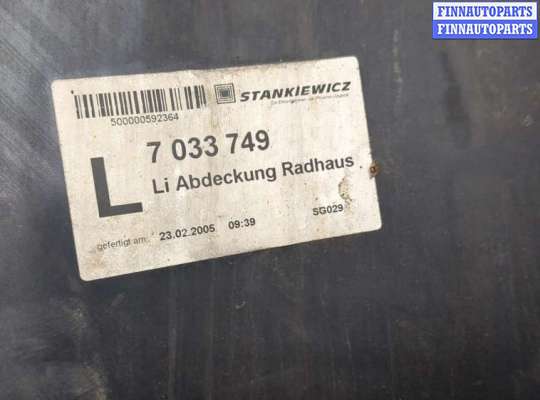 FINNAUTOPARTS
FINNAUTOPARTS
500000592364
STANKIEWICZ
L
7 033 749
Li Abdeckung Radhaus
gefertigt am: 23.02.2005 09:39
SG029